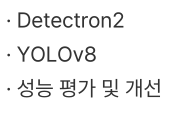 · Detectron2
· YOLOv8
· 성능 평가 및 개선